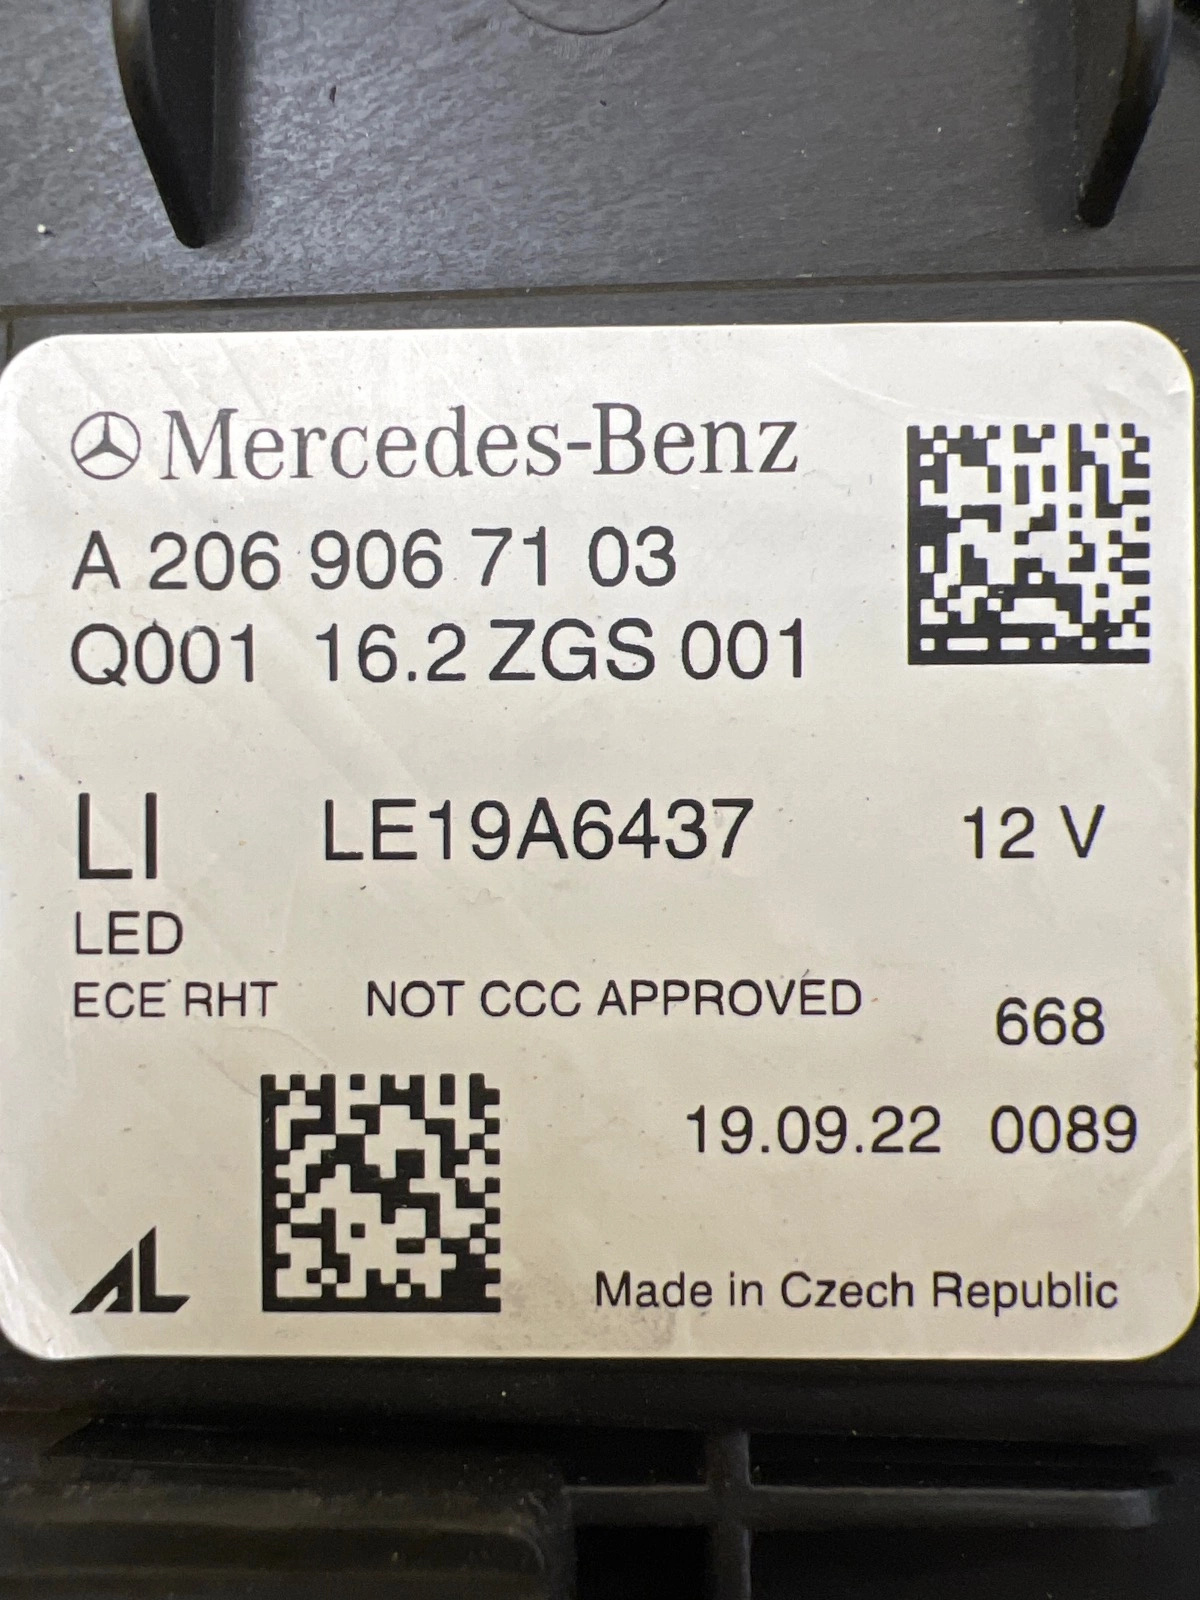 Mercedes-Benz
A 206 906 71 03
Q001 16.2 ZGS 001
LI LE19A6437 12 V
LED
ECE RHT NOT CCC APPROVED 668
19.09.22 0089
AL
Made in Czech Republic